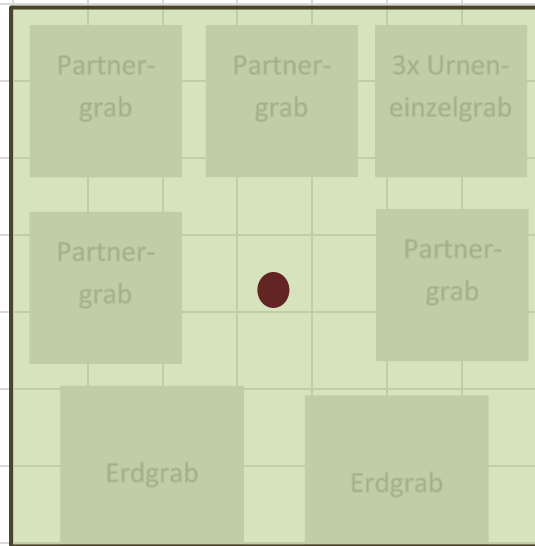 Partner-
grab
Partner-
grab
3x Urnen-
einzelgrab
Partner-
grab
Partner-
grab
Erdgrab
Erdgrab